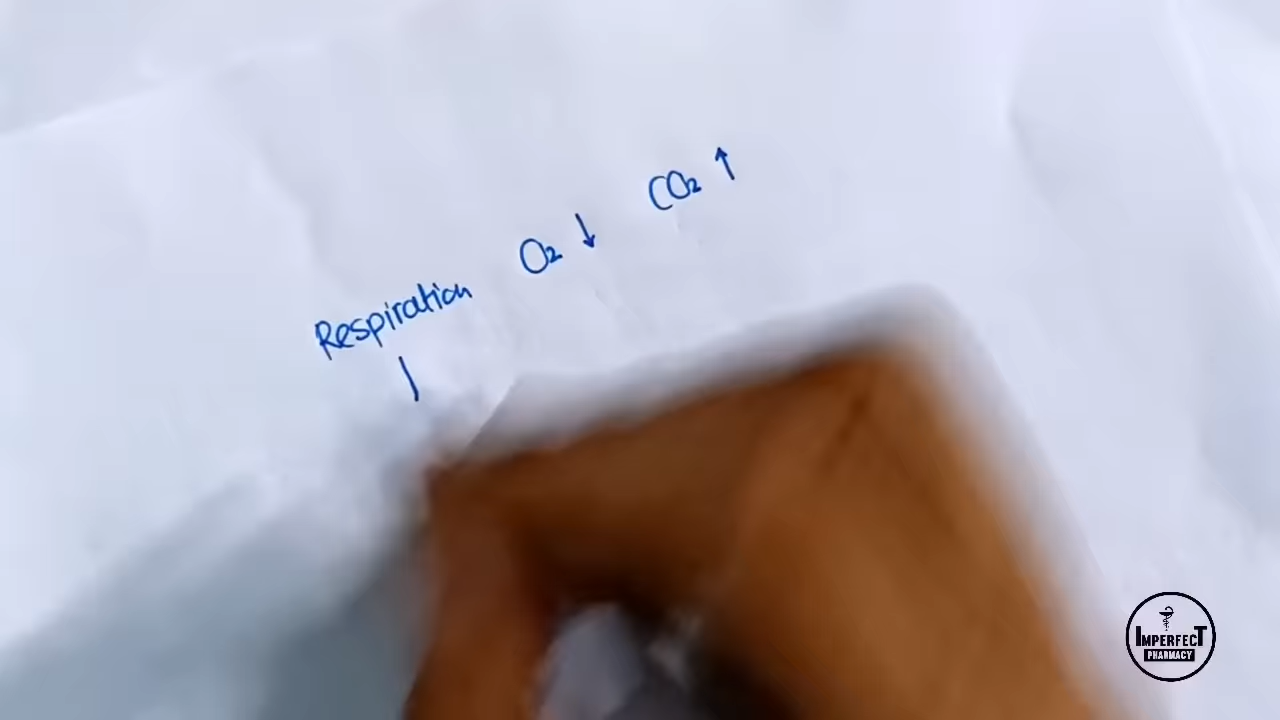 Respiration O₂ ↓ CO₂ ↑
IMPERFECT
PHARMACY